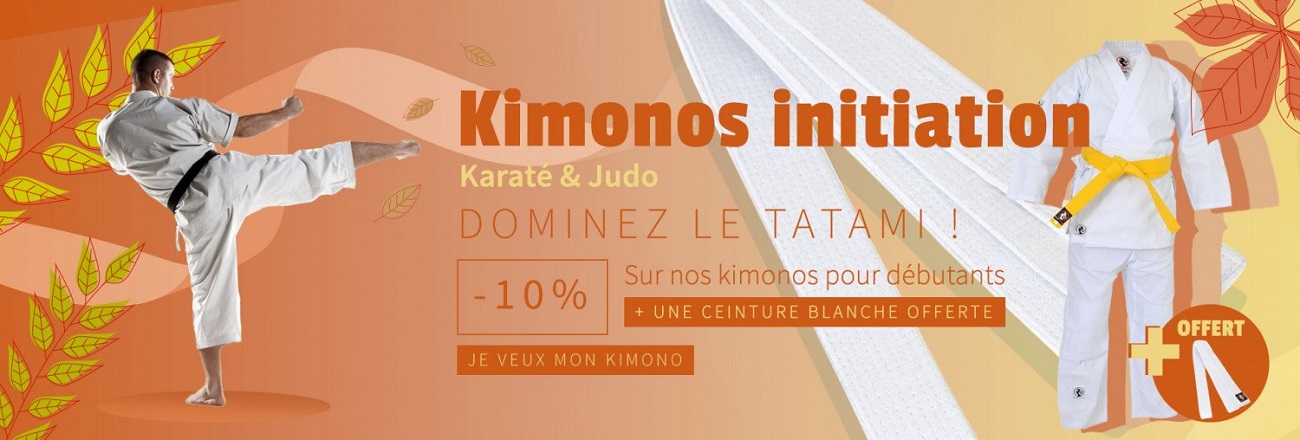 Kimonos initiation
Karaté & Judo
DOMINEZ LE TATAMI !
-10%
Sur nos kimonos pour débutants
+ UNE CEINTURE BLANCHE OFFERTE
JE VEUX MON KIMONO
OFFERT
+